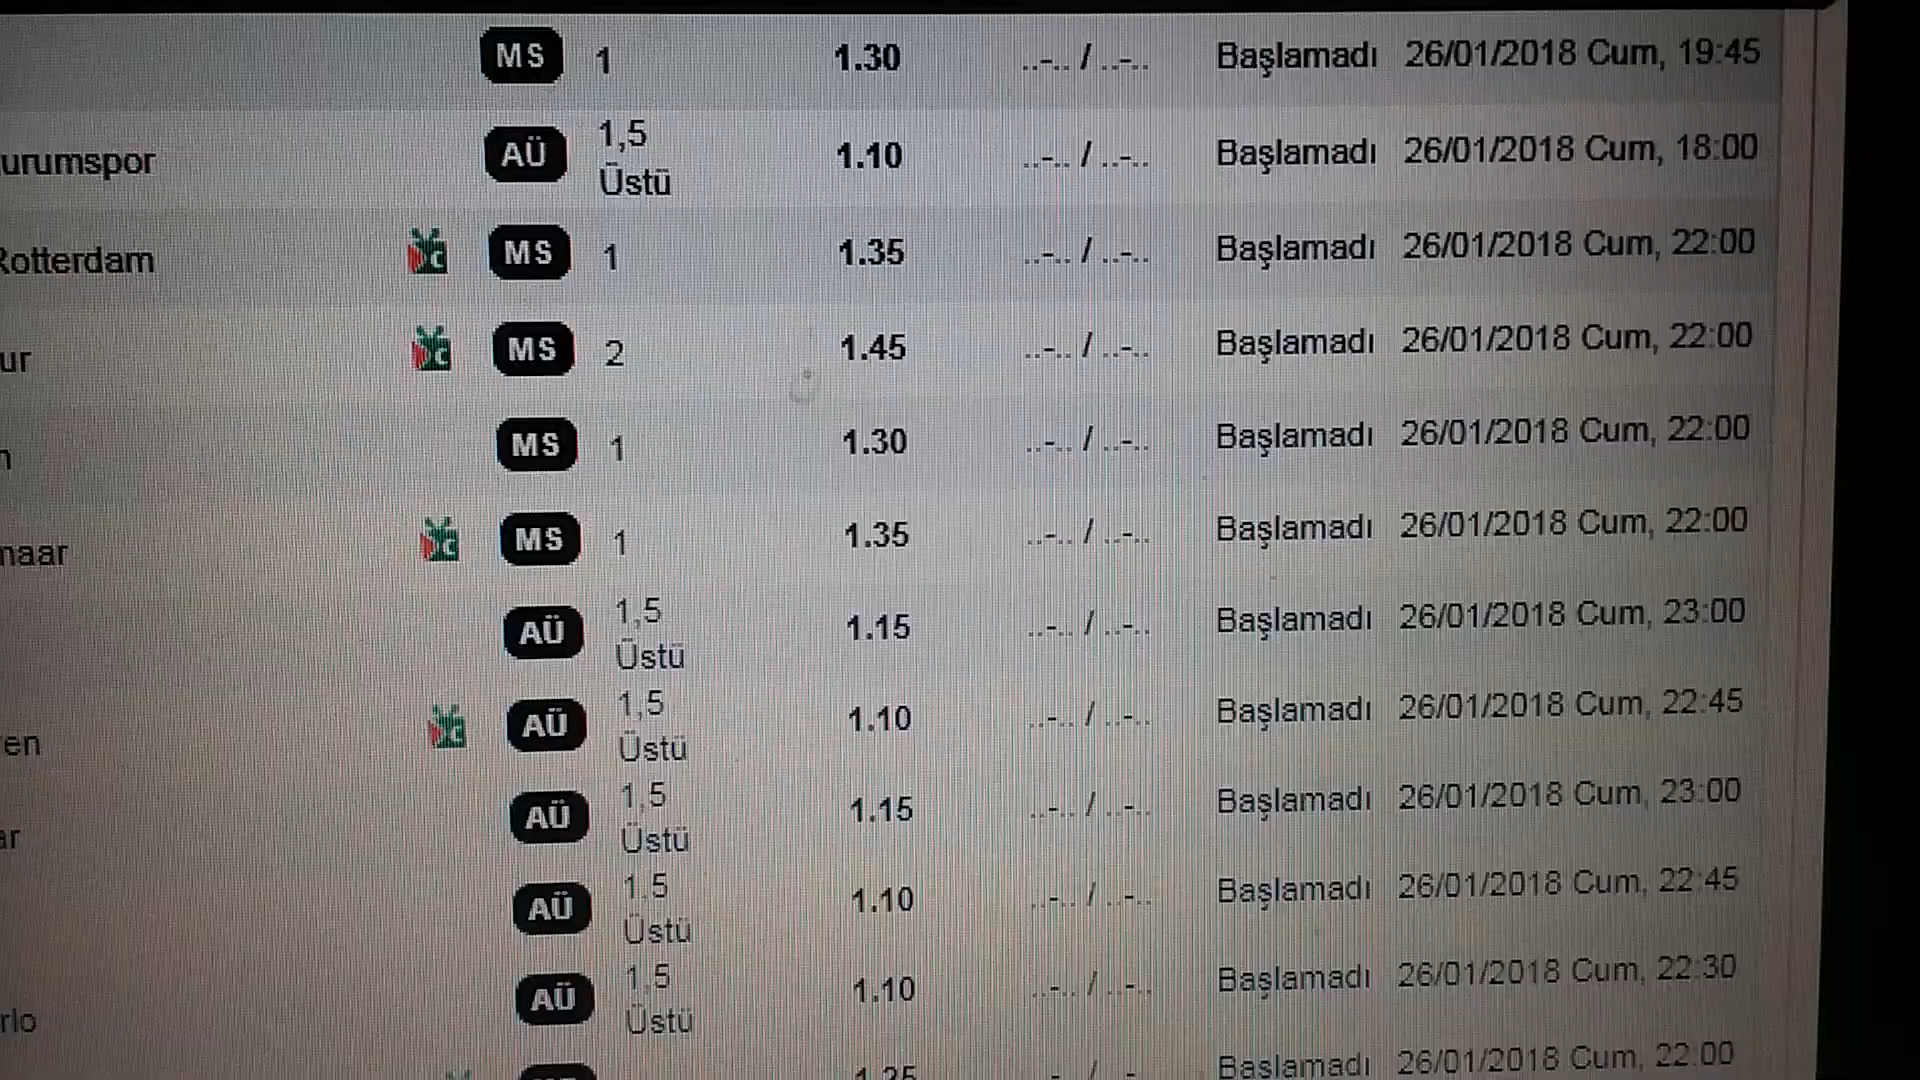 MS 1 1.30 ..-.. / ..-.. Başlamadı 26/01/2018 Cum, 19:45
urumspor AÜ 1,5 Üstü 1.10 ..-.. / ..-.. Başlamadı 26/01/2018 Cum, 18:00
Rotterdam MS 1 1.35 ..-.. / ..-.. Başlamadı 26/01/2018 Cum, 22:00
ur MS 2 1.45 ..-.. / ..-.. Başlamadı 26/01/2018 Cum, 22:00
MS 1 1.30 ..-.. / ..-.. Başlamadı 26/01/2018 Cum, 22:00
maar MS 1 1.35 ..-.. / ..-.. Başlamadı 26/01/2018 Cum, 22:00
AÜ 1,5 Üstü 1.15 ..-.. / ..-.. Başlamadı 26/01/2018 Cum, 23:00
en AÜ 1,5 Üstü 1.10 ..-.. / ..-.. Başlamadı 26/01/2018 Cum, 22:45
ar AÜ 1,5 Üstü 1.15 ..-.. / ..-.. Başlamadı 26/01/2018 Cum, 23:00
AÜ 1,5 Üstü 1.10 ..-.. / ..-.. Başlamadı 26/01/2018 Cum, 22:45
rlo AÜ 1,5 Üstü 1.10 ..-.. / ..-.. Başlamadı 26/01/2018 Cum, 22:30
Başlamadı 26/01/2018 Cum, 22:00